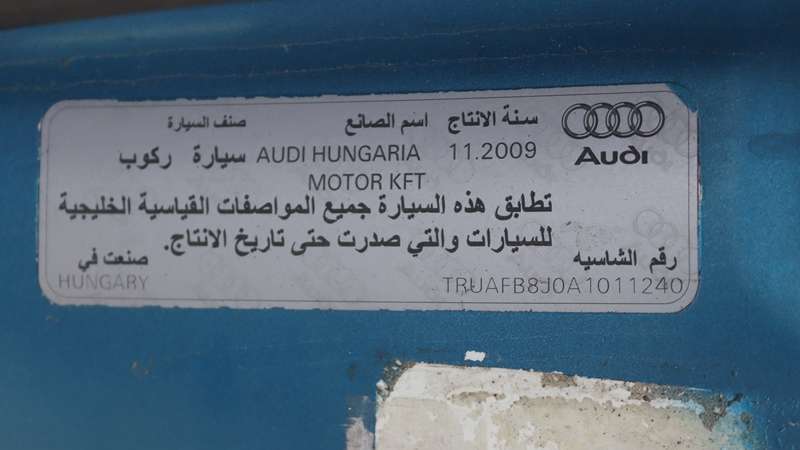 سنة الانتاج اسم الصانع صنف السيارة
11.2009 AUDI HUNGARIA سيارة ركوب
MOTOR KFT
Audi
تطابق هذه السيارة جميع المواصفات القياسية الخليجية
للسيارات والتي صدرت حتى تاريخ الانتاج.
رقم الشاسيه صنعت في
TRUAFB8J0A1011240 HUNGARY